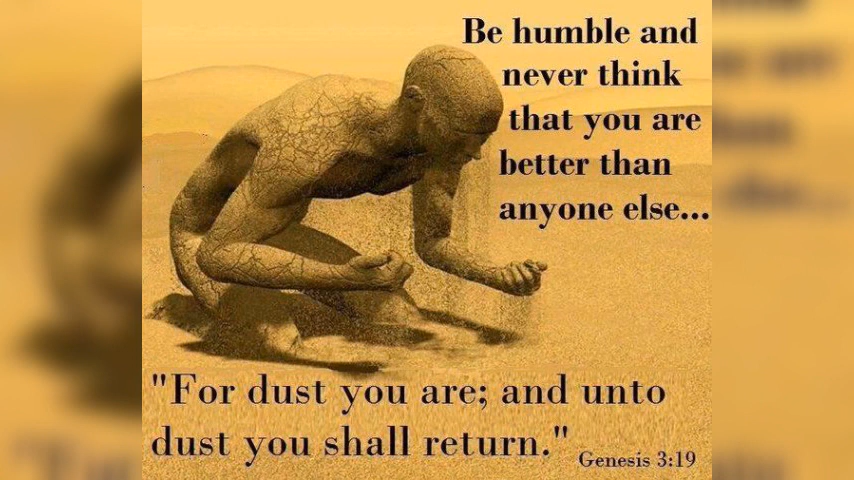 Be humble and
never think
that you are
better than
anyone else...
"For dust you are; and unto
dust you shall return."
Genesis 3:19